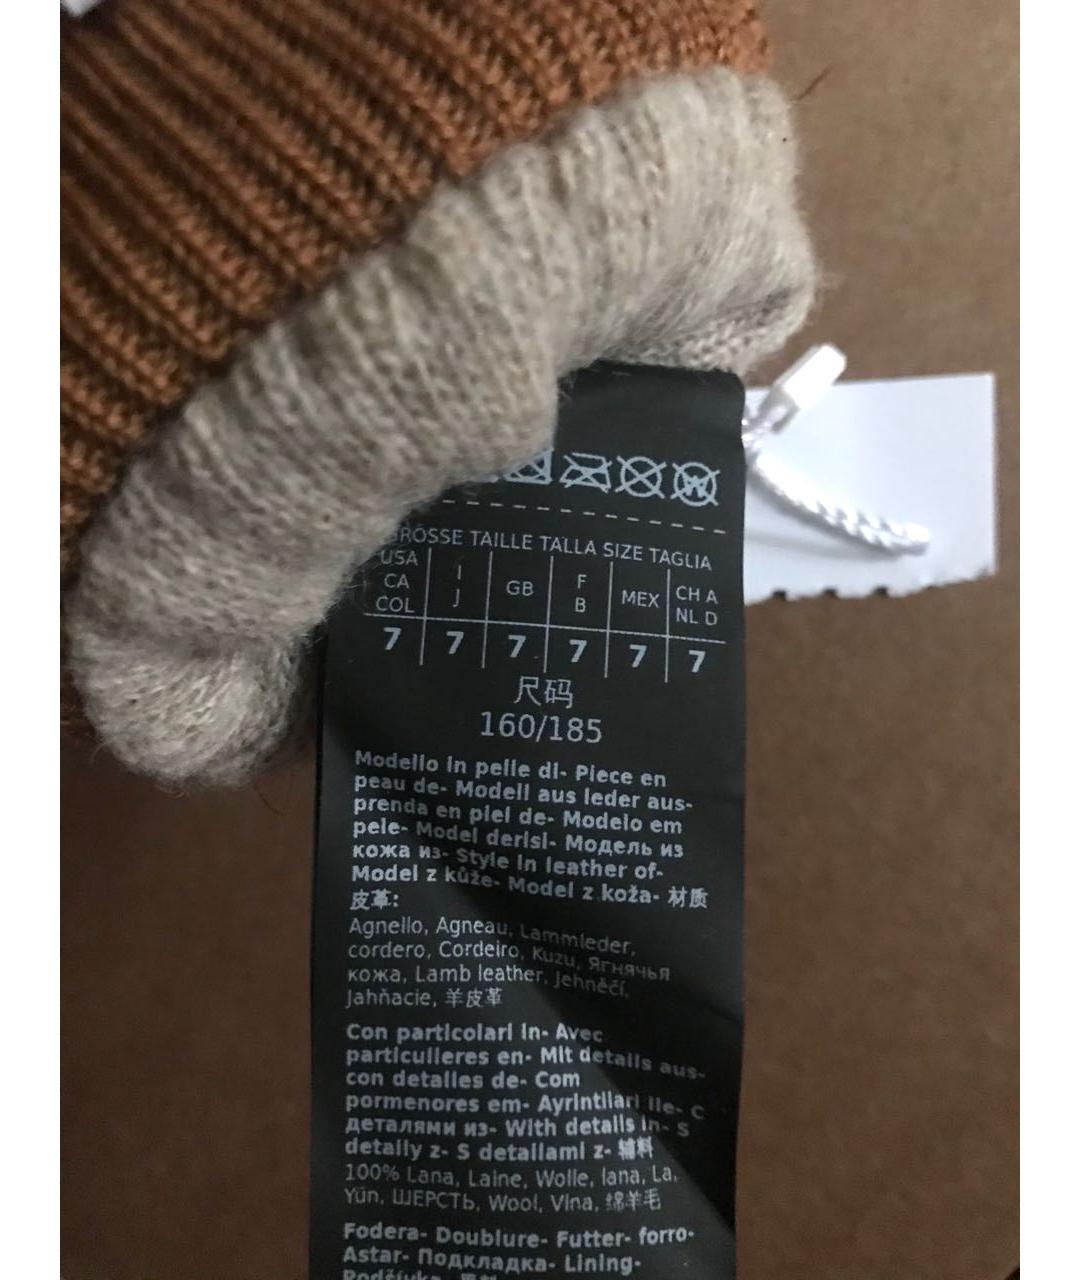 GRÖSSE TAILLE TALLA SIZE TAGLIA
USA CA COL I J GB F B MEX CH A NL D
7 7 7 7 7 7
尺码
160/185
Modello in pelle di- Piece en
peau de- Modell aus leder aus-
prenda en piel de- Modelo em
pele- Model derisi- Модель из
кожа из- Style in leather of-
Model z kůže- Model z koža- 材质
皮革:
Agnello, Agneau, Lammleder,
cordero, Cordeiro, Kuzu, Ягнячья
кожа, Lamb leather, Jehněčí,
Jahňacie, 羊皮革
Con particolari in- Avec
particulieres en- Mit details aus-
con detalles de- Com
pormenores em- Ayrintilari ile- С
деталями из- With details in- S
detaily z- S detailami z- 辅料
100% Lana, Laine, Wolle, lana, La,
Yün, ШЕРСТЬ, Wool, Vlna, 绵羊毛
Fodera- Doublure- Futter- forro-
Astar- Подкладка- Lining-